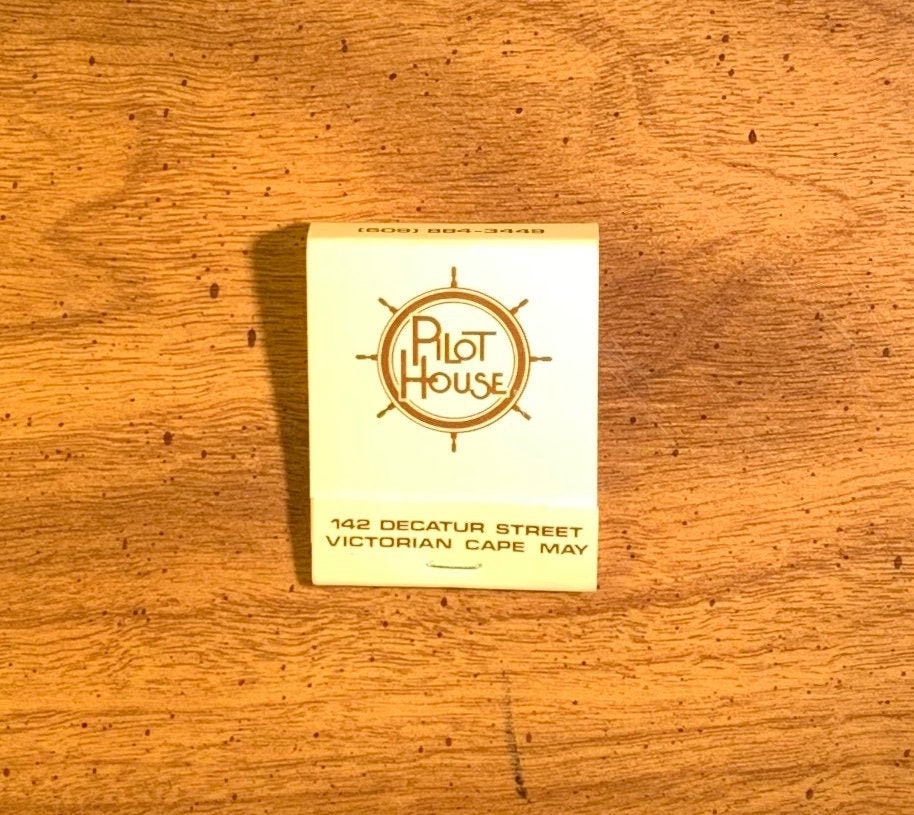 (609) 884-3449
PILOT
HOUSE
142 DECATUR STREET
VICTORIAN CAPE MAY